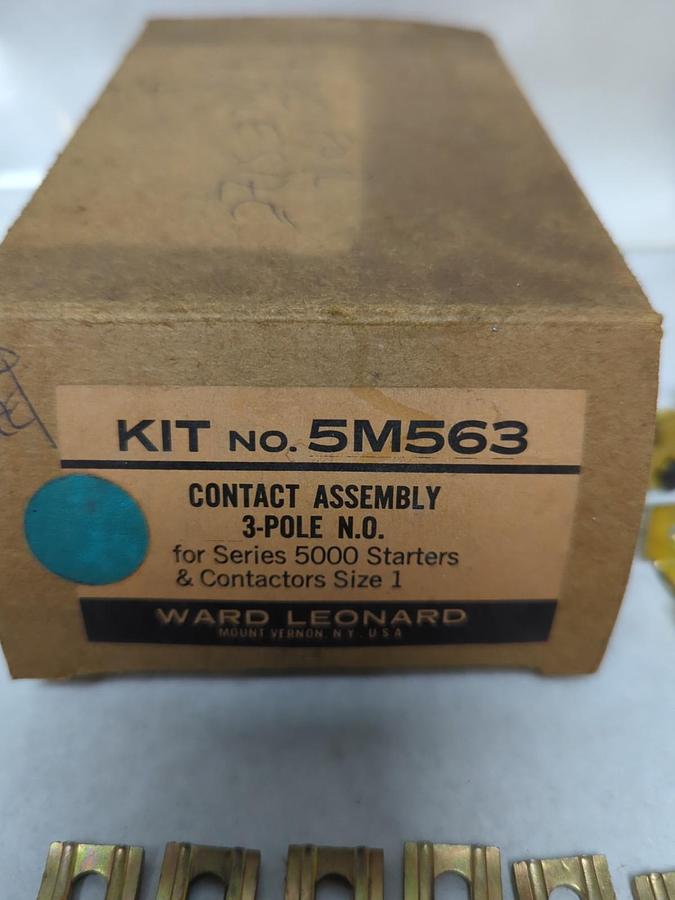 KIT NO. 5M563
CONTACT ASSEMBLY
3-POLE N.O.
for Series 5000 Starters
& Contactors Size 1
WARD LEONARD
MOUNT VERNON, N.Y. U.S.A